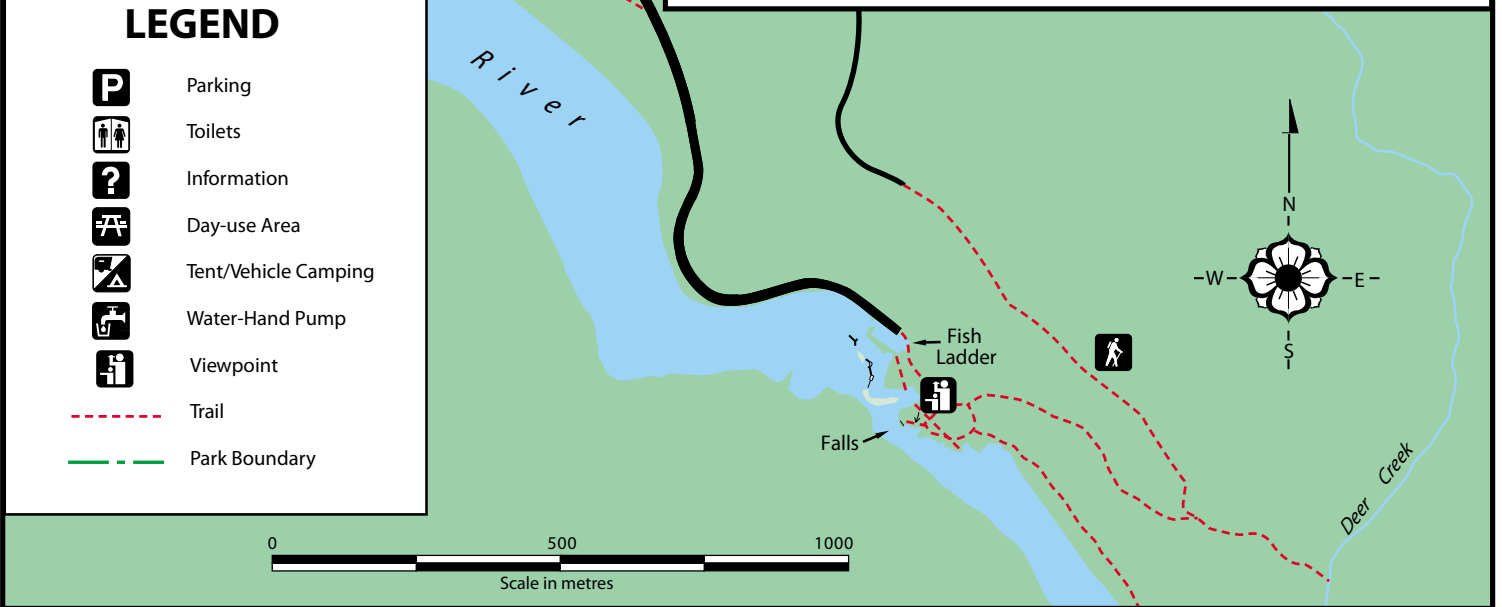 LEGEND
P
Parking
Toilets
?
Information
Day-use Area
Tent/Vehicle Camping
Water-Hand Pump
Viewpoint
Trail
Park Boundary
River
N
W
E
S
Fish
Ladder
Falls
Deer Creek
0 500 1000
Scale in metres